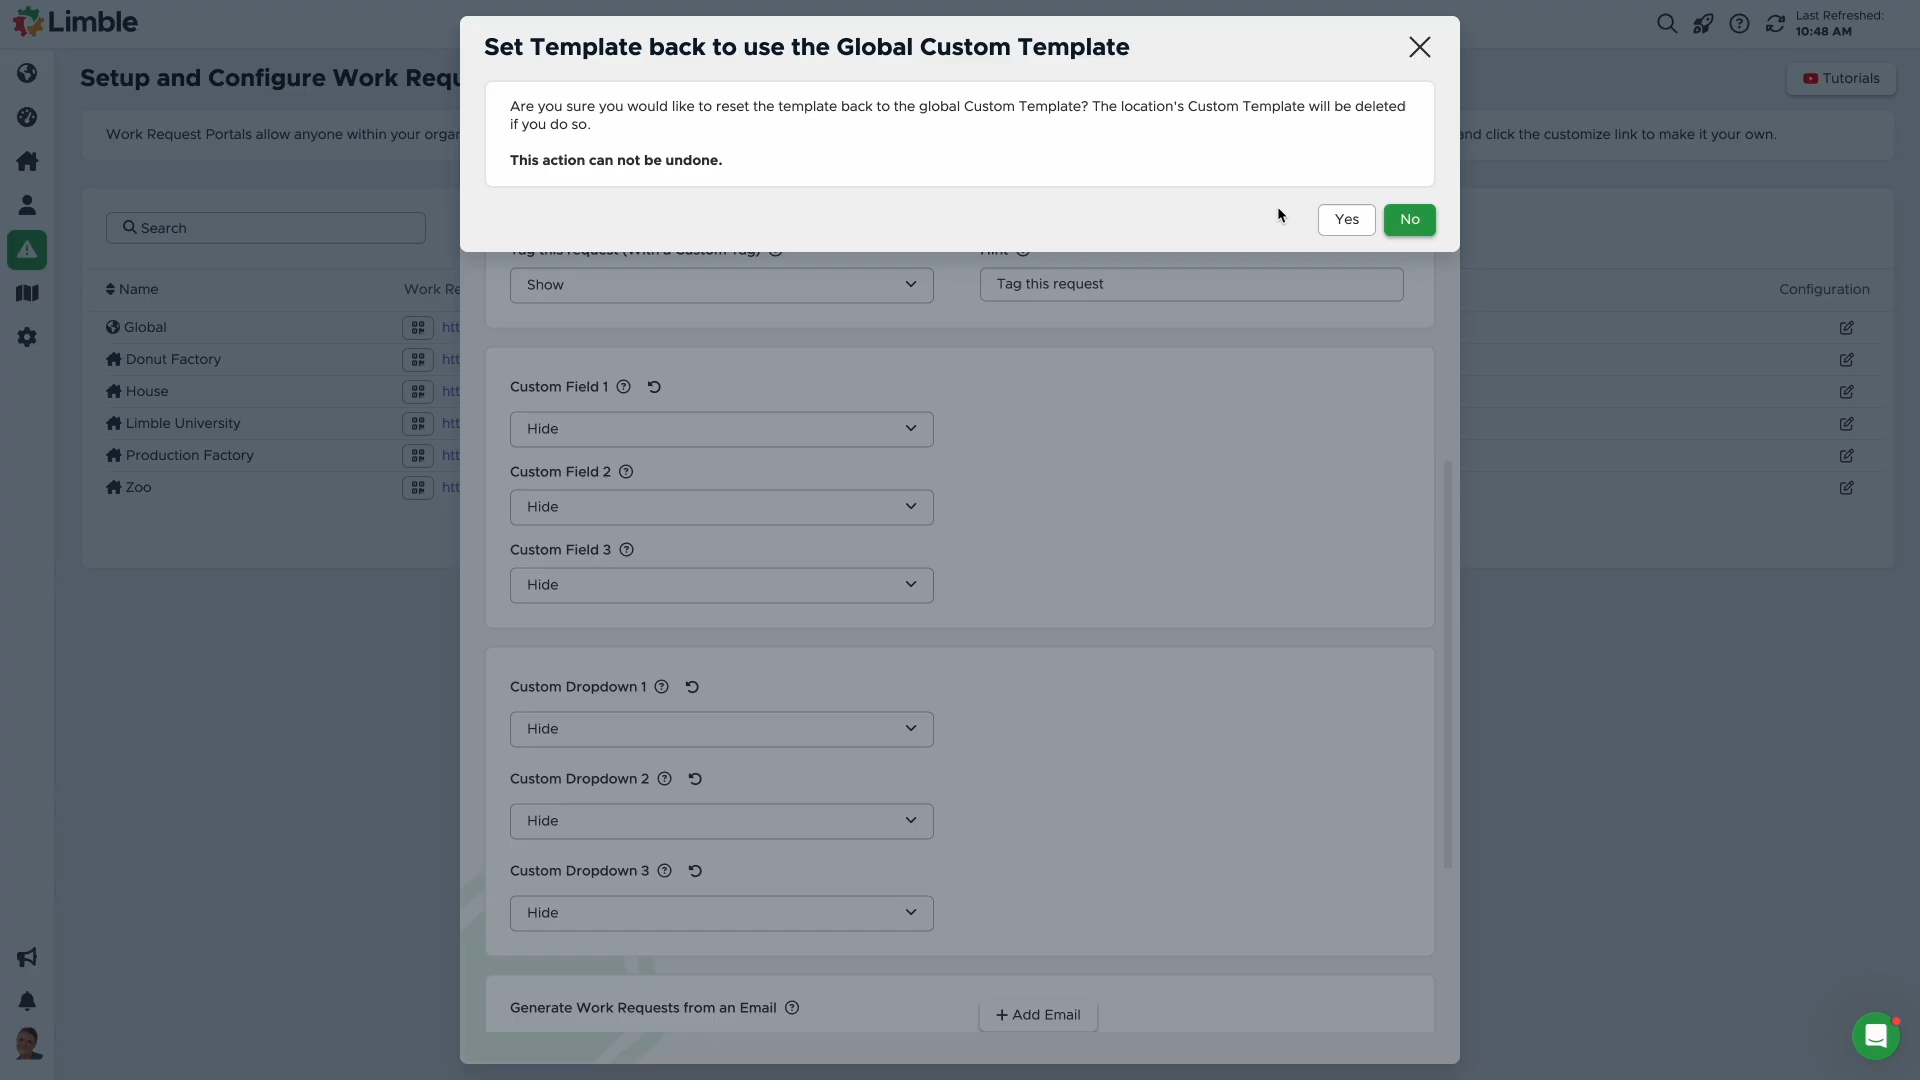 Limble
Last Refreshed:
10:48 AM
Setup and Configure Work Requ
Tutorials
Work Request Portals allow anyone within your organ
and click the customize link to make it your own.
Search
Name
Work Re
Configuration
Global
htt
Donut Factory
htt
House
htt
Limble University
htt
Production Factory
htt
Zoo
htt
Set Template back to use the Global Custom Template
Are you sure you would like to reset the template back to the global Custom Template? The location's Custom Template will be deleted
if you do so.
This action can not be undone.
Yes
No
Tag this request (With a Custom Tag)
Hint
Show
Tag this request
Custom Field 1
Hide
Custom Field 2
Hide
Custom Field 3
Hide
Custom Dropdown 1
Hide
Custom Dropdown 2
Hide
Custom Dropdown 3
Hide
Generate Work Requests from an Email
+ Add Email